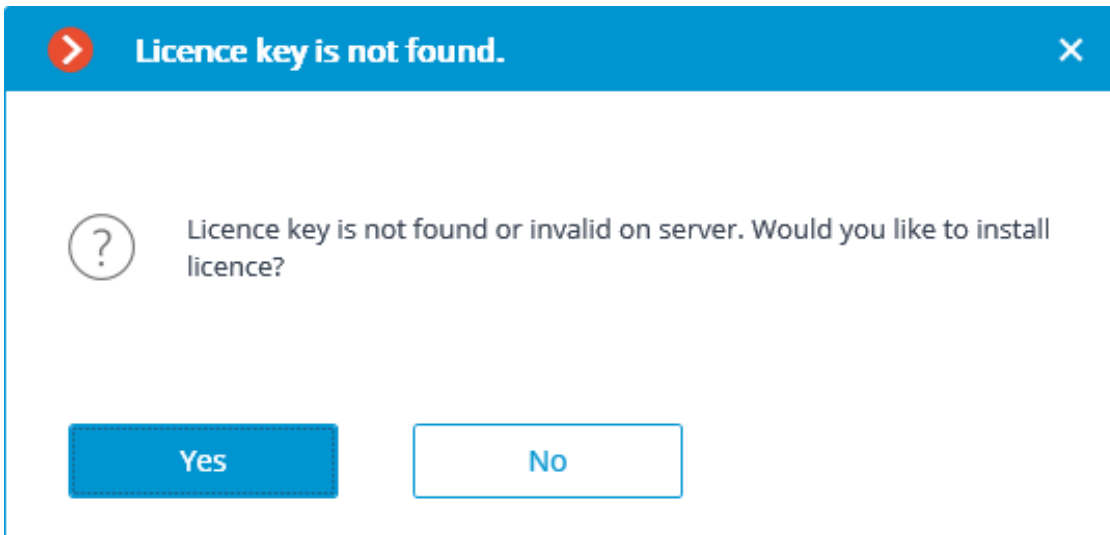 Licence key is not found.
Licence key is not found or invalid on server. Would you like to install
licence?
Yes
No